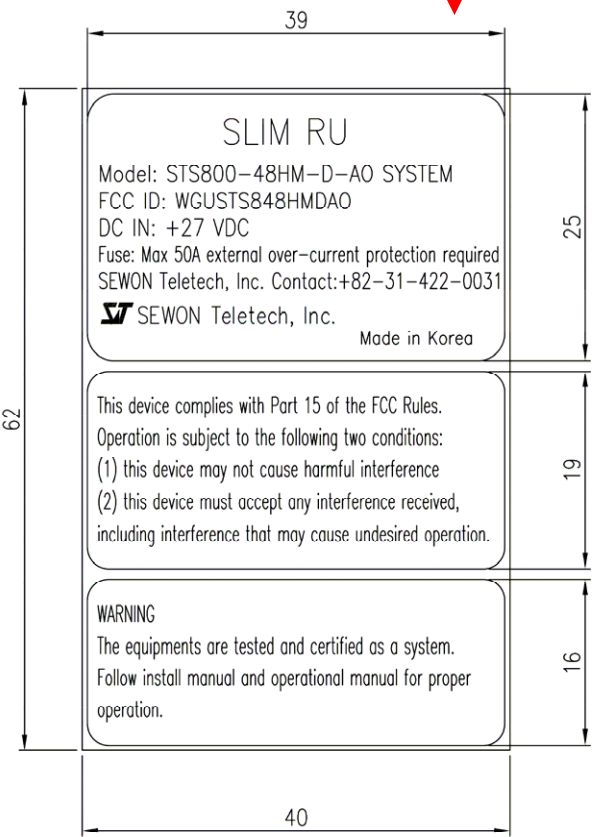 39
SLIM RU
Model: STS800-48HM-D-AO SYSTEM
FCC ID: WGUSTS848HMDAO
DC IN: +27 VDC
Fuse: Max 50A external over-current protection required
SEWON Teletech, Inc. Contact:+82-31-422-0031
ST SEWON Teletech, Inc.
Made in Korea
25
62
This device complies with Part 15 of the FCC Rules.
Operation is subject to the following two conditions:
(1) this device may not cause harmful interference
(2) this device must accept any interference received,
including interference that may cause undesired operation.
19
WARNING
The equipments are tested and certified as a system.
Follow install manual and operational manual for proper
operation.
16
40